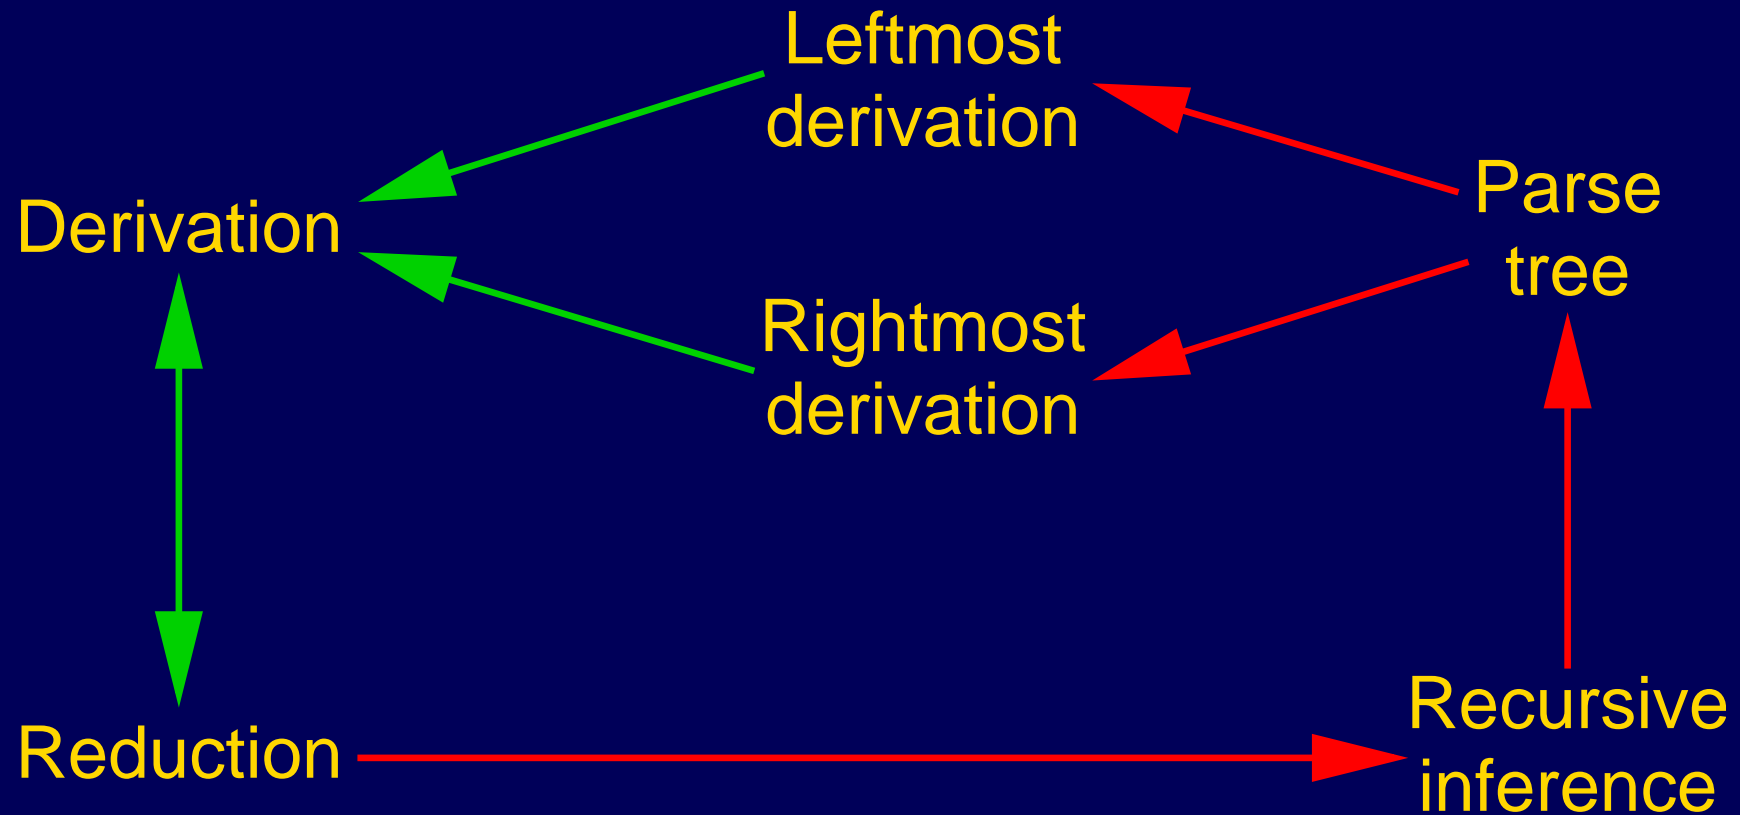 Leftmost
derivation
Parse
tree
Derivation
Rightmost
derivation
Reduction
Recursive
inference